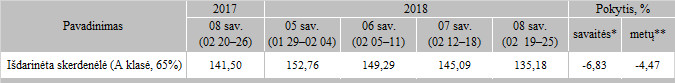 Pavadinimas 2017 2018 Pokytis, %
08 sav. (02 20–26) 05 sav. (01 29–02 04) 06 sav. (02 05–11) 07 sav. (02 12–18) 08 sav. (02 19–25) savaitės* metų**
Išdarinėta skerdenėlė (A klasė, 65%) 141,50 152,76 149,29 145,09 135,18 -6,83 -4,47